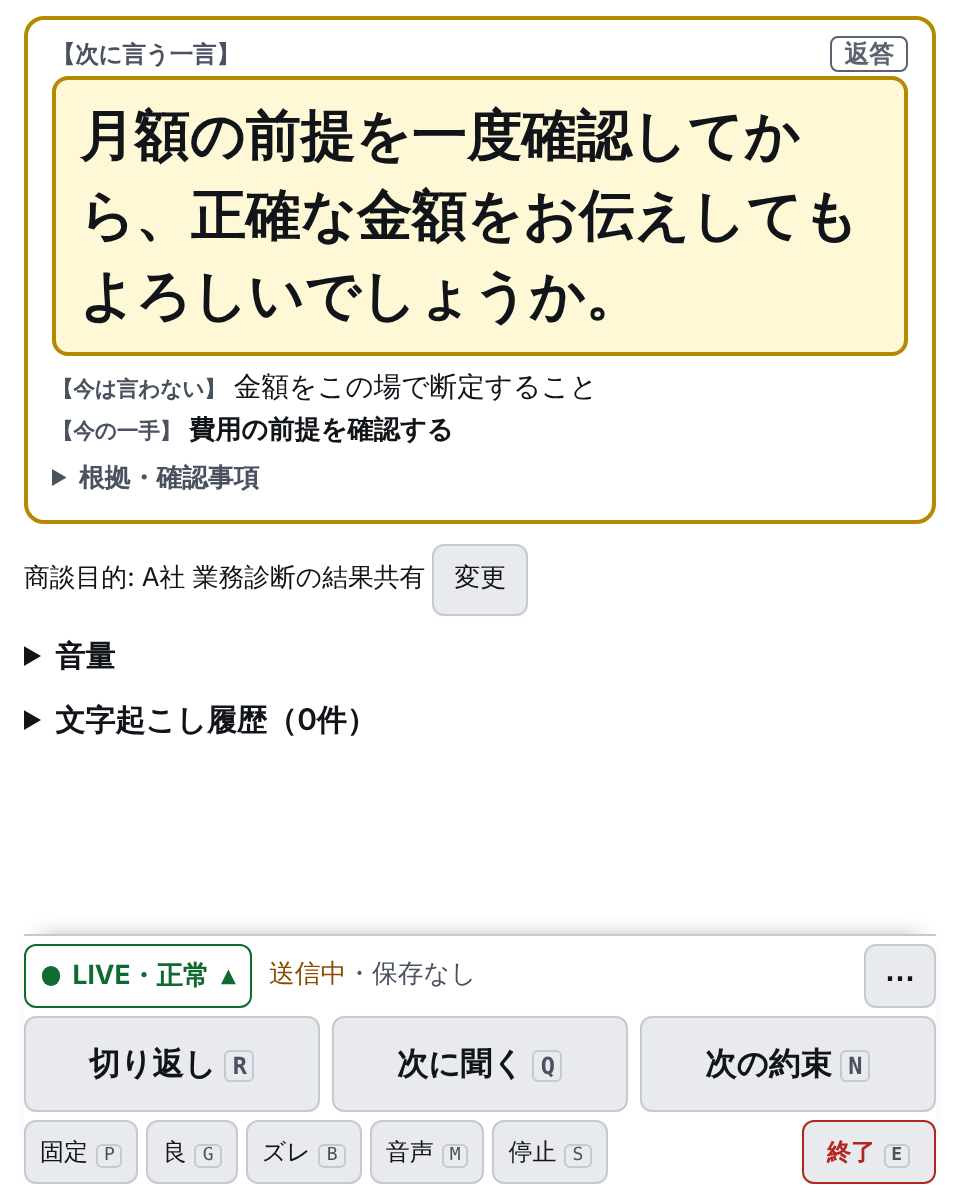 【次に言う一言】 返答
月額の前提を一度確認してか
ら、正確な金額をお伝えしても
よろしいでしょうか。
【今は言わない】 金額をこの場で断定すること
【今の一手】 費用の前提を確認する
▶ 根拠・確認事項
商談目的: A社 業務診断の結果共有 変更
▶ 音量
▶ 文字起こし履歴（0件）
● LIVE・正常 ▲ 送信中・保存なし …
切り返し R 次に聞く Q 次の約束 N
固定 P 良 G ズレ B 音声 M 停止 S 終了 E